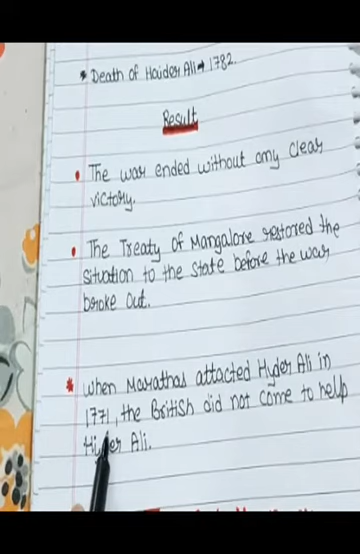 * Death of Haider Ali → 1782.
Result
• The war ended without any clear
victory.
• The Treaty of Mangalore restored the
situation to the state before the war
broke out.
* When Marathas attacted Hyder Ali in
1771, the British did not come to help
Hider Ali.